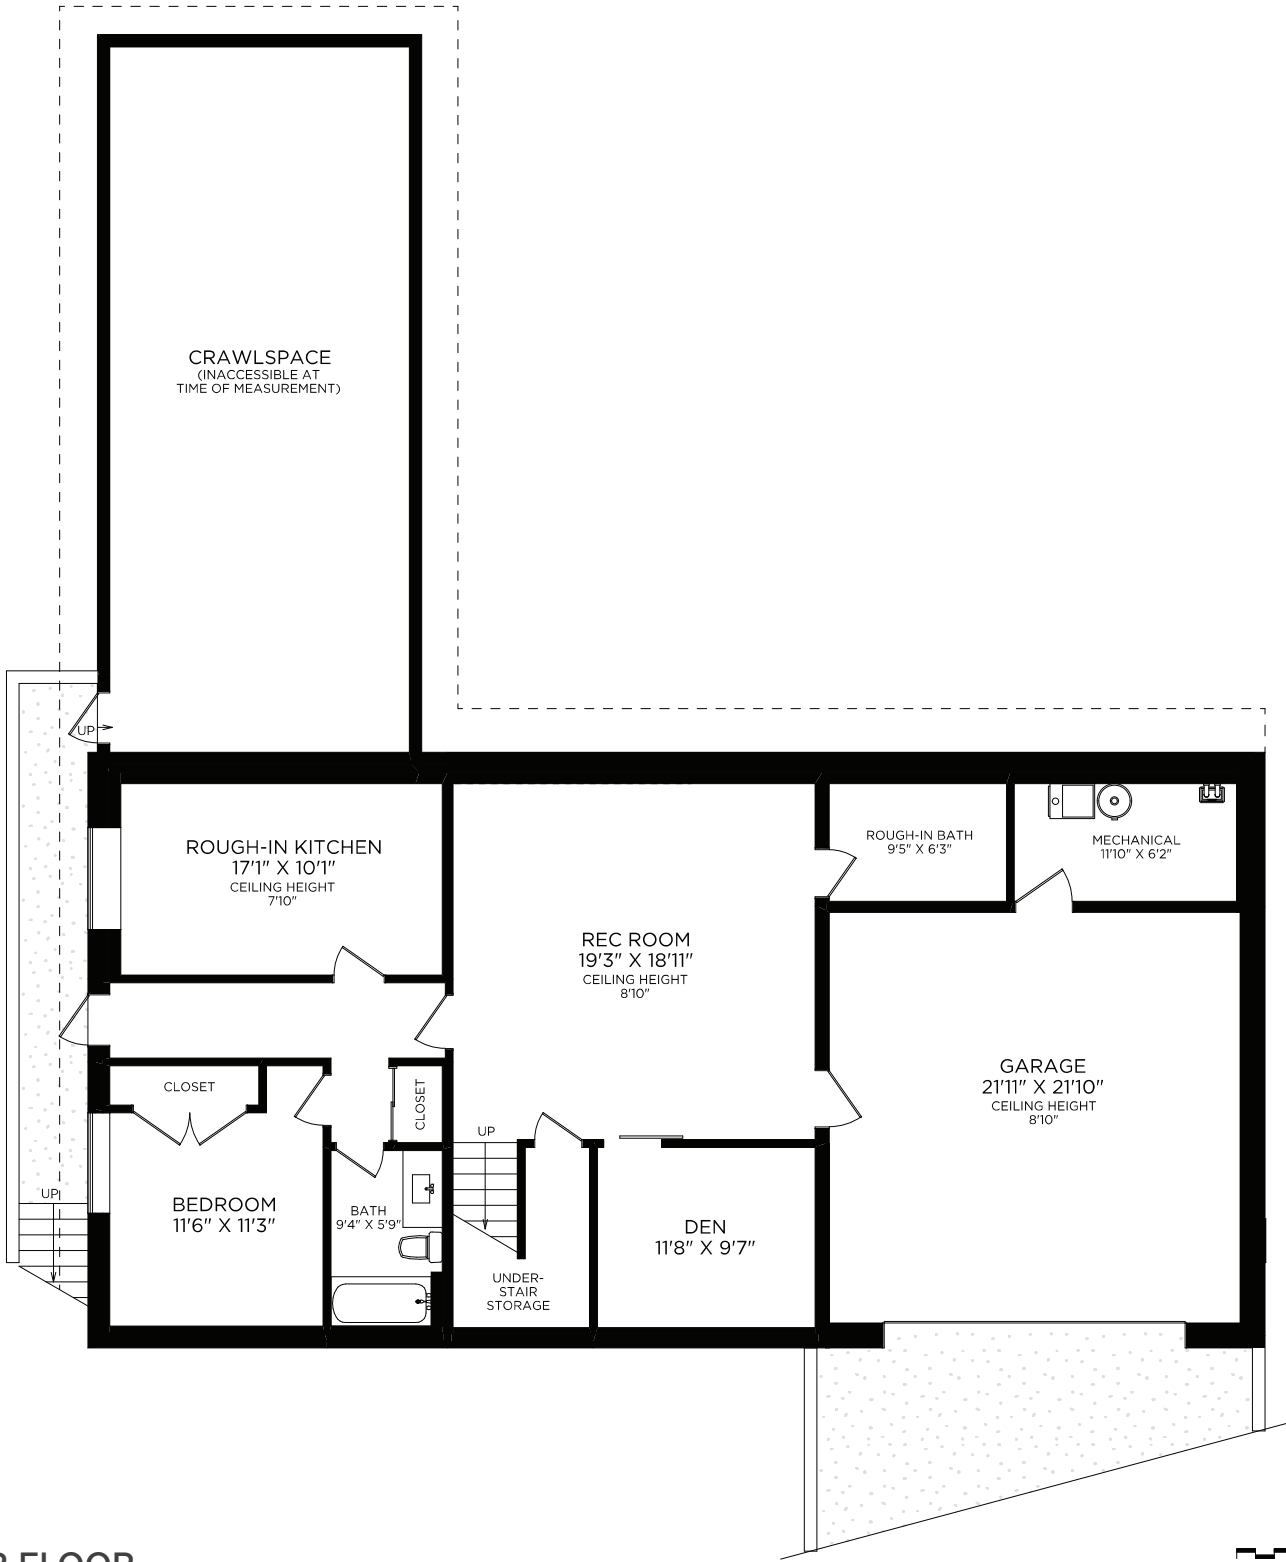 CRAWLSPACE
(INACCESSIBLE AT
TIME OF MEASUREMENT)
UP
ROUGH-IN KITCHEN
17'1" X 10'1"
CEILING HEIGHT
7'10"
ROUGH-IN BATH
9'5" X 6'3"
MECHANICAL
11'10" X 6'2"
REC ROOM
19'3" X 18'11"
CEILING HEIGHT
8'10"
GARAGE
21'11" X 21'10"
CEILING HEIGHT
8'10"
CLOSET
CLOSET
UP
UP
BEDROOM
11'6" X 11'3"
BATH
9'4" X 5'9"
DEN
11'8" X 9'7"
UNDER-
STAIR
STORAGE
FLOOR